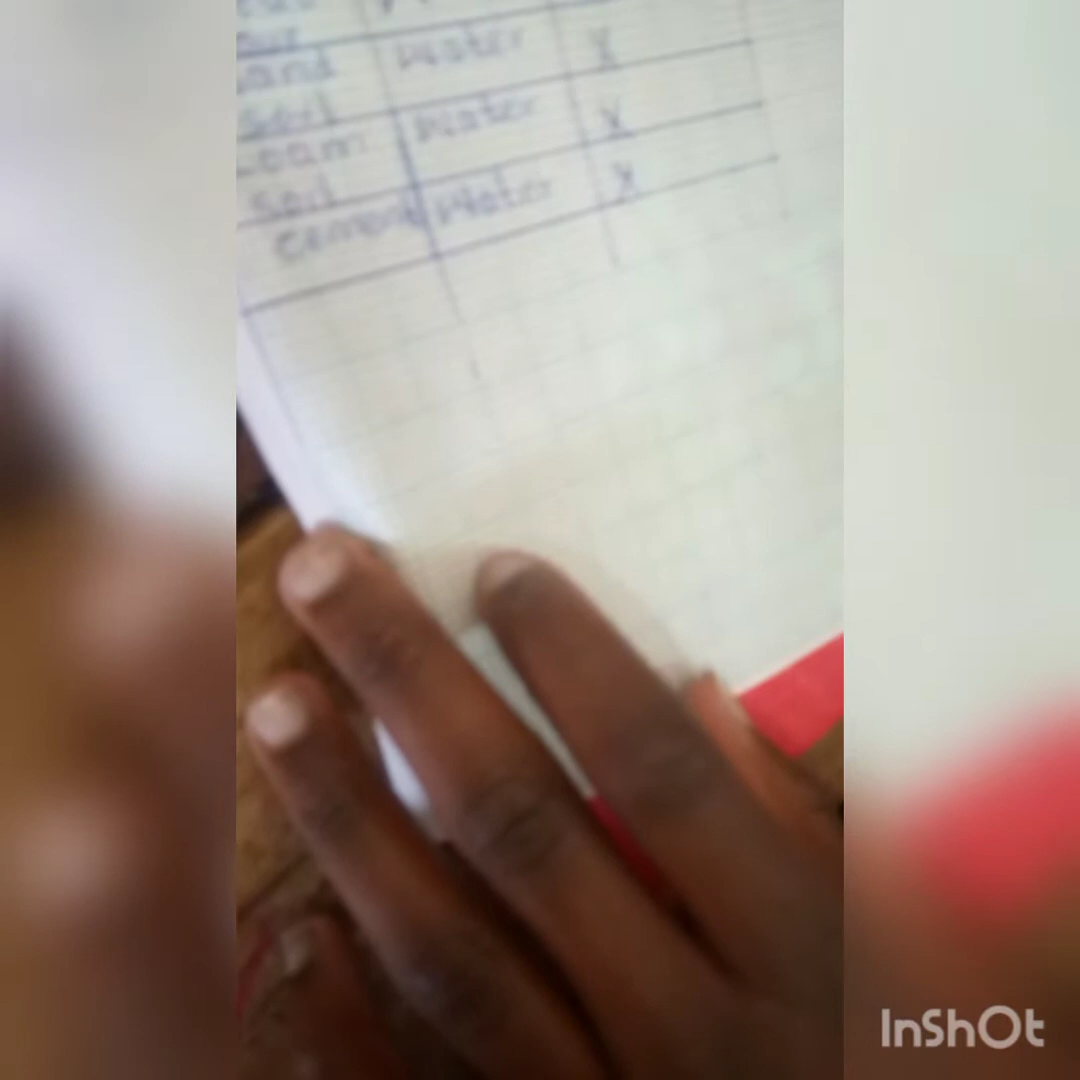 sand water x
soil
Loam water x
soil
cement water x
InShOt